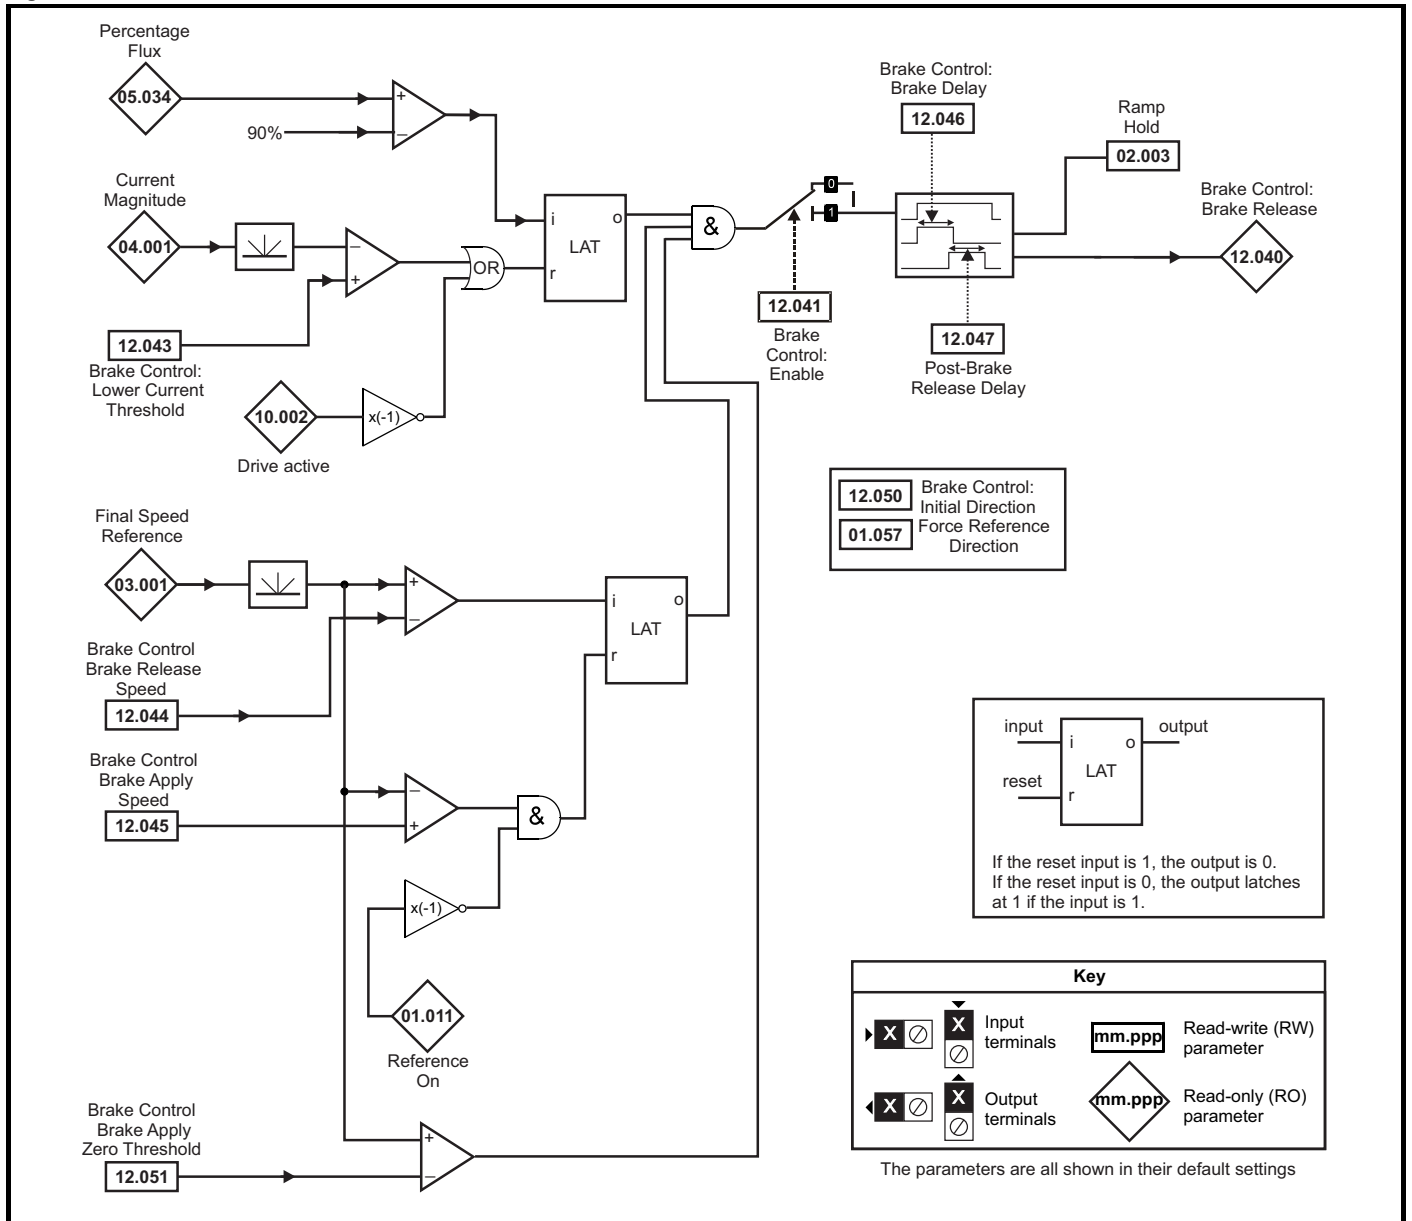 Percentage
Flux
05.034
+
90%
–
Current
Magnitude
04.001
–
+
12.043
Brake Control:
Lower Current
Threshold
OR
i
o
LAT
r
10.002
x(-1)
Drive active
&
0
1
12.041
Brake
Control:
Enable
Brake Control:
Brake Delay
12.046
12.047
Post-Brake
Release Delay
Ramp
Hold
02.003
Brake Control:
Brake Release
12.040
12.050
Brake Control:
Initial Direction
01.057
Force Reference
Direction
Final Speed
Reference
03.001
+
–
i
o
LAT
r
Brake Control
Brake Release
Speed
12.044
Brake Control
Brake Apply
Speed
12.045
–
+
&
x(-1)
01.011
Reference
On
Brake Control
Brake Apply
Zero Threshold
12.051
+
–
input
output
i
o
LAT
reset
r
If the reset input is 1, the output is 0.
If the reset input is 0, the output latches
at 1 if the input is 1.
Key
X
X
Input
terminals
mm.ppp
Read-write (RW)
parameter
X
X
Output
terminals
mm.ppp
Read-only (RO)
parameter
The parameters are all shown in their default settings